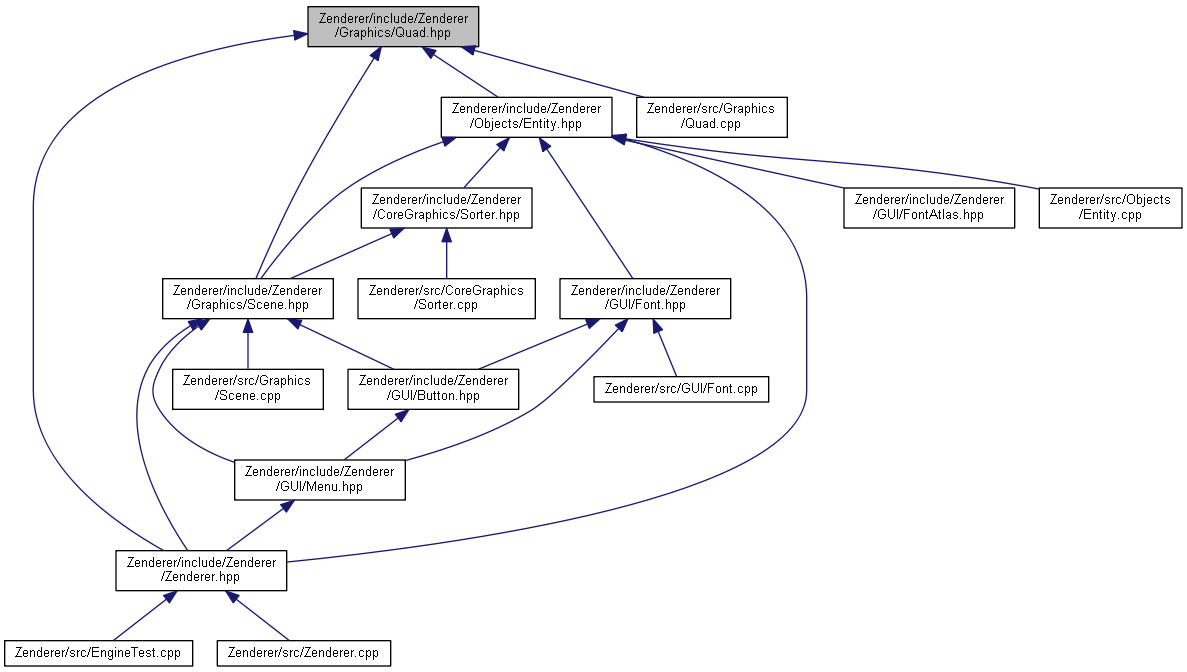 Zenderer/include/Zenderer
/Graphics/Quad.hpp
Zenderer/include/Zenderer
/Objects/Entity.hpp
Zenderer/src/Graphics
/Quad.cpp
Zenderer/include/Zenderer
/CoreGraphics/Sorter.hpp
Zenderer/include/Zenderer
/GUI/FontAtlas.hpp
Zenderer/src/Objects
/Entity.cpp
Zenderer/include/Zenderer
/Graphics/Scene.hpp
Zenderer/src/CoreGraphics
/Sorter.cpp
Zenderer/include/Zenderer
/GUI/Font.hpp
Zenderer/src/Graphics
/Scene.cpp
Zenderer/include/Zenderer
/GUI/Button.hpp
Zenderer/src/GUI/Font.cpp
Zenderer/include/Zenderer
/GUI/Menu.hpp
Zenderer/include/Zenderer
/Zenderer.hpp
Zenderer/src/EngineTest.cpp
Zenderer/src/Zenderer.cpp